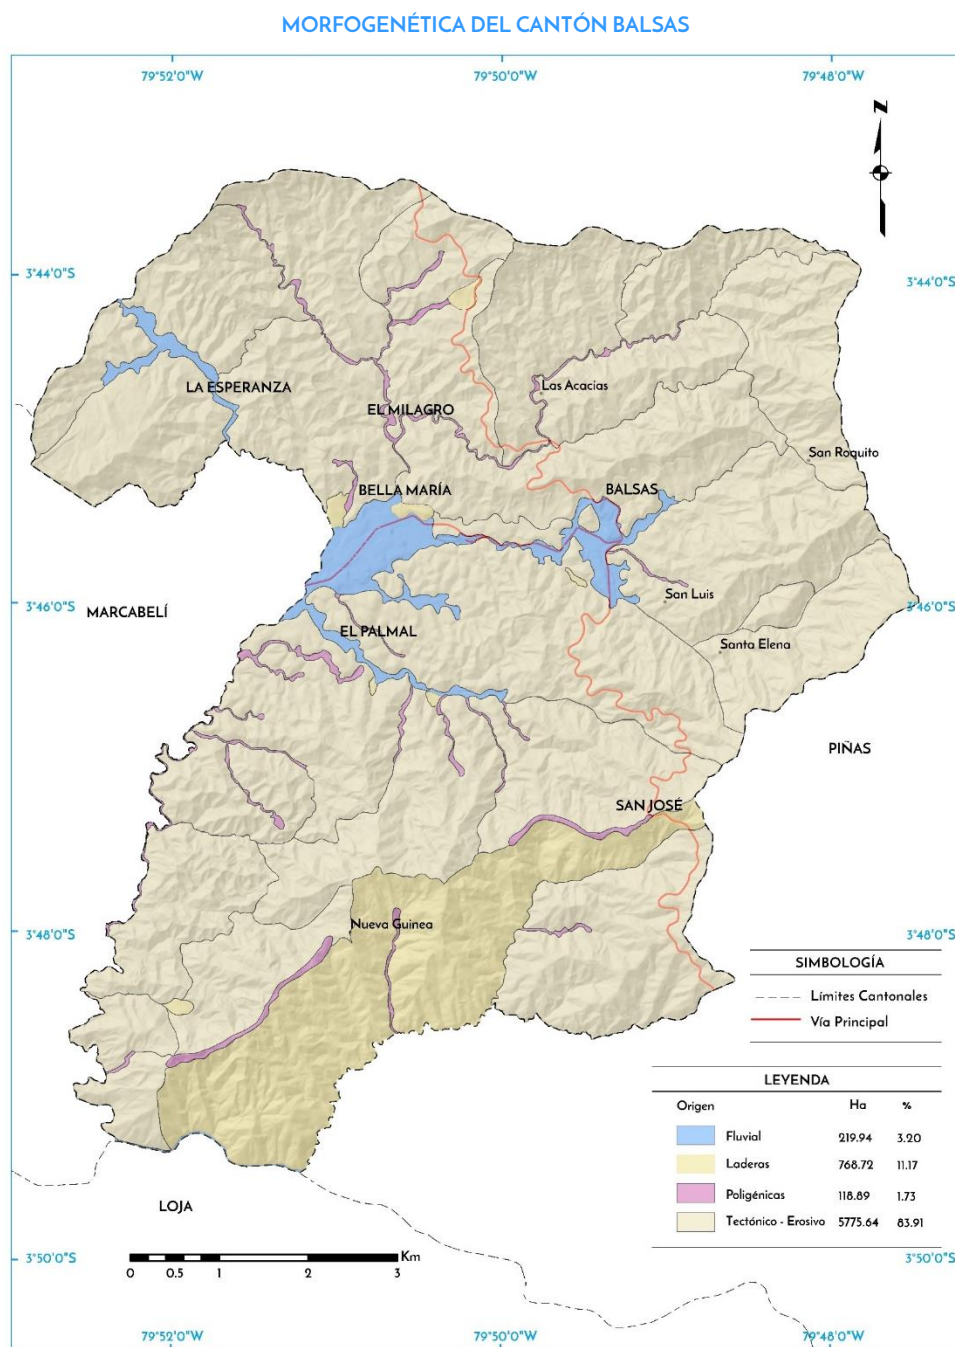 MORFOGENÉTICA DEL CANTÓN BALSAS
79°52'0"W 79°50'0"W 79°48'0"W
N
3°44'0"S 3°44'0"S
LA ESPERANZA
Las Acacias
EL MILAGRO
San Roquito
BELLA MARÍA
BALSAS
3°46'0"S 3°46'0"S
MARCABELÍ
San Luis
EL PALMAL
Santa Elena
PIÑAS
SAN JOSÉ
Nueva Guinea
3°48'0"S 3°48'0"S
SIMBOLOGÍA
Límites Cantonales
Vía Principal
LEYENDA
Origen Ha %
Fluvial 219.94 3.20
Laderas 768.72 11.17
Poligénicas 118.89 1.73
Tectónico - Erosivo 5775.64 83.91
LOJA
3°50'0"S 3°50'0"S
Km
0 0.5 1 2 3
79°52'0"W 79°50'0"W 79°48'0"W